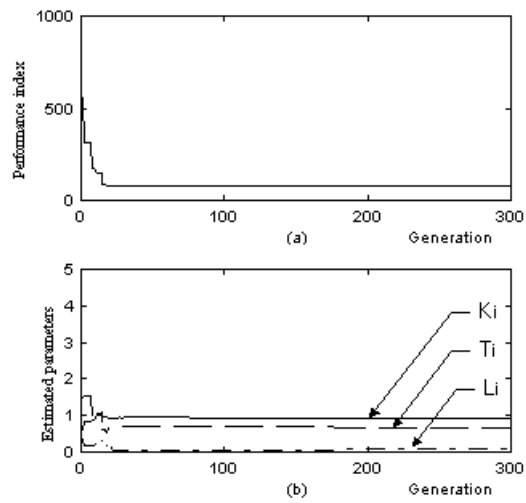 1000
500
0
Performance index
0
100
200
300
(a)
Generation
5
4
3
2
1
0
Estimated parameters
Ki
Ti
Li
0
100
200
300
(b)
Generation